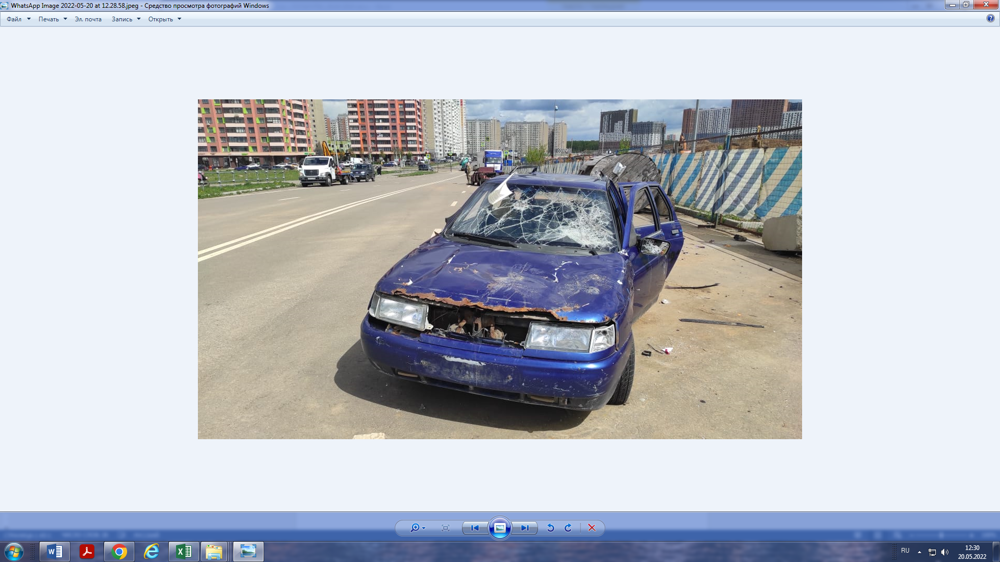 WhatsApp Image 2022-05-20 at 12.28.58.jpeg - Средство просмотра фотографий Windows
Файл Печать Эл. почта Запись Открыть
RU
12:30
20.05.2022